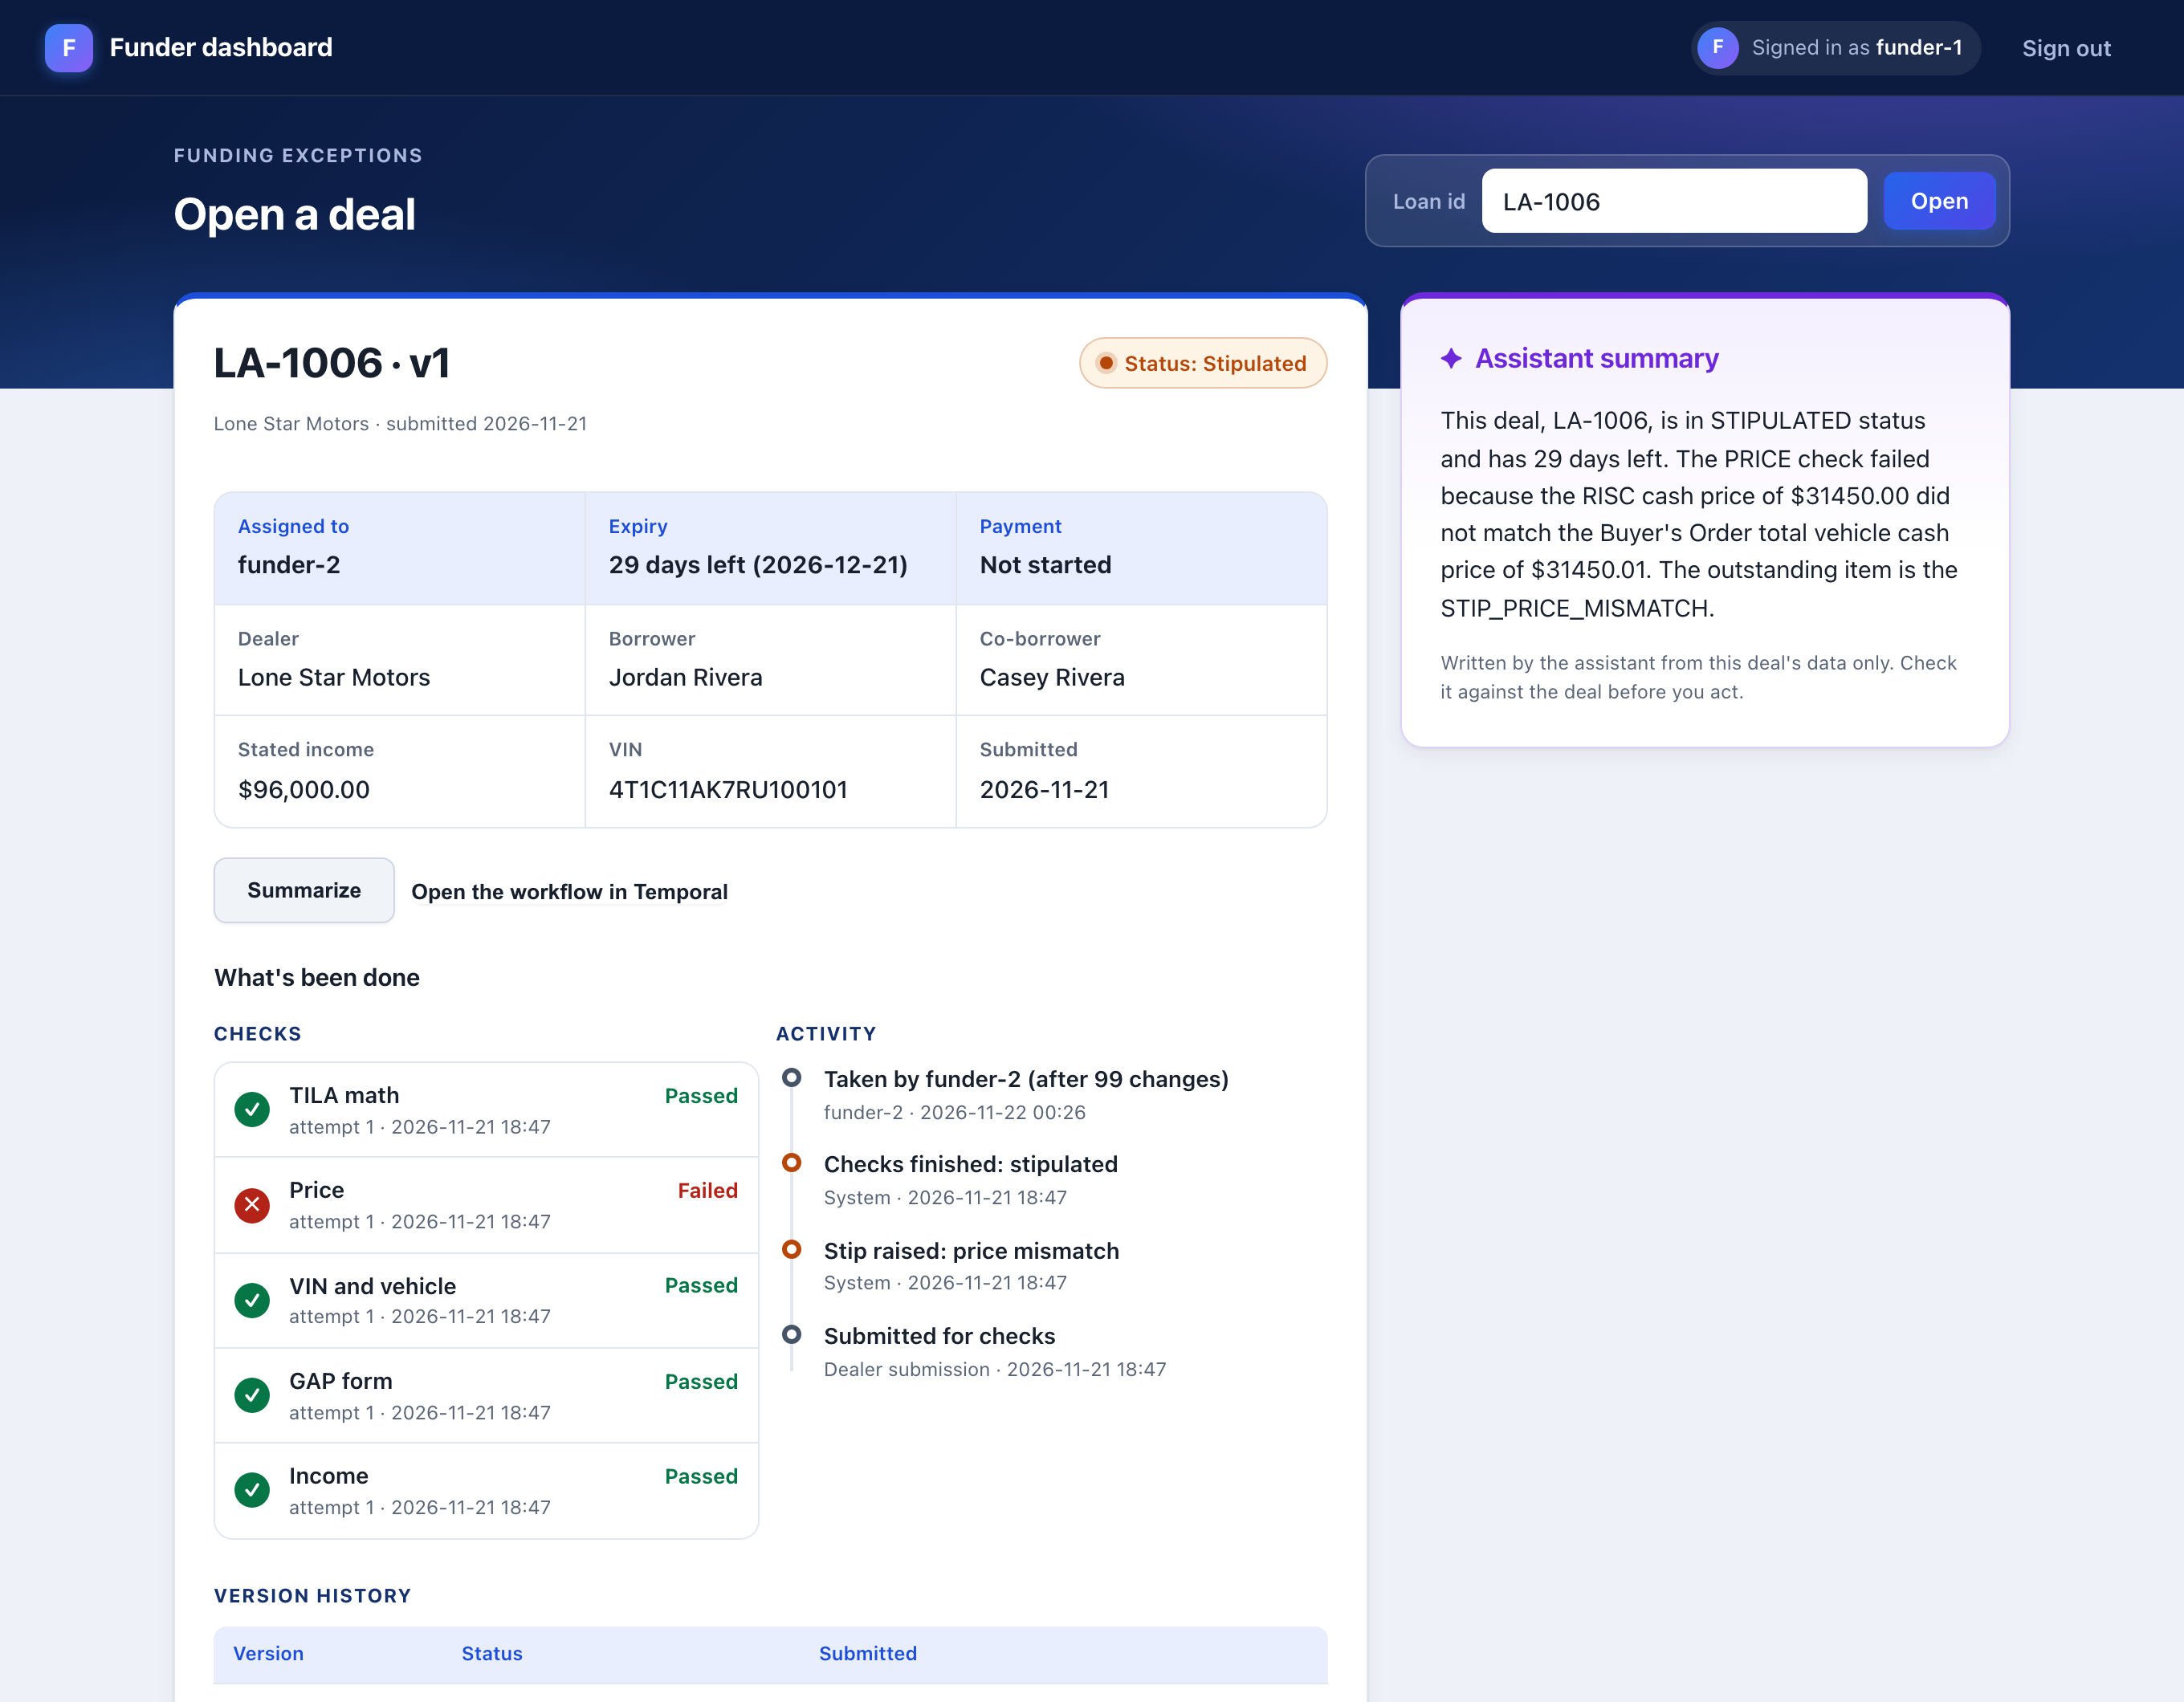 F Funder dashboard
F Signed in as funder-1 Sign out
FUNDING EXCEPTIONS
Open a deal
Loan id LA-1006 Open
LA-1006 · v1
Status: Stipulated
Lone Star Motors · submitted 2026-11-21
Assigned to Expiry Payment
funder-2 29 days left (2026-12-21) Not started
Dealer Borrower Co-borrower
Lone Star Motors Jordan Rivera Casey Rivera
Stated income VIN Submitted
$96,000.00 4T1C11AK7RU100101 2026-11-21
Summarize Open the workflow in Temporal
What's been done
CHECKS
TILA math Passed
attempt 1 · 2026-11-21 18:47
Price Failed
attempt 1 · 2026-11-21 18:47
VIN and vehicle Passed
attempt 1 · 2026-11-21 18:47
GAP form Passed
attempt 1 · 2026-11-21 18:47
Income Passed
attempt 1 · 2026-11-21 18:47
ACTIVITY
Taken by funder-2 (after 99 changes)
funder-2 · 2026-11-22 00:26
Checks finished: stipulated
System · 2026-11-21 18:47
Stip raised: price mismatch
System · 2026-11-21 18:47
Submitted for checks
Dealer submission · 2026-11-21 18:47
VERSION HISTORY
Version Status Submitted
Assistant summary
This deal, LA-1006, is in STIPULATED status
and has 29 days left. The PRICE check failed
because the RISC cash price of $31450.00 did
not match the Buyer's Order total vehicle cash
price of $31450.01. The outstanding item is the
STIP_PRICE_MISMATCH.
Written by the assistant from this deal's data only. Check
it against the deal before you act.